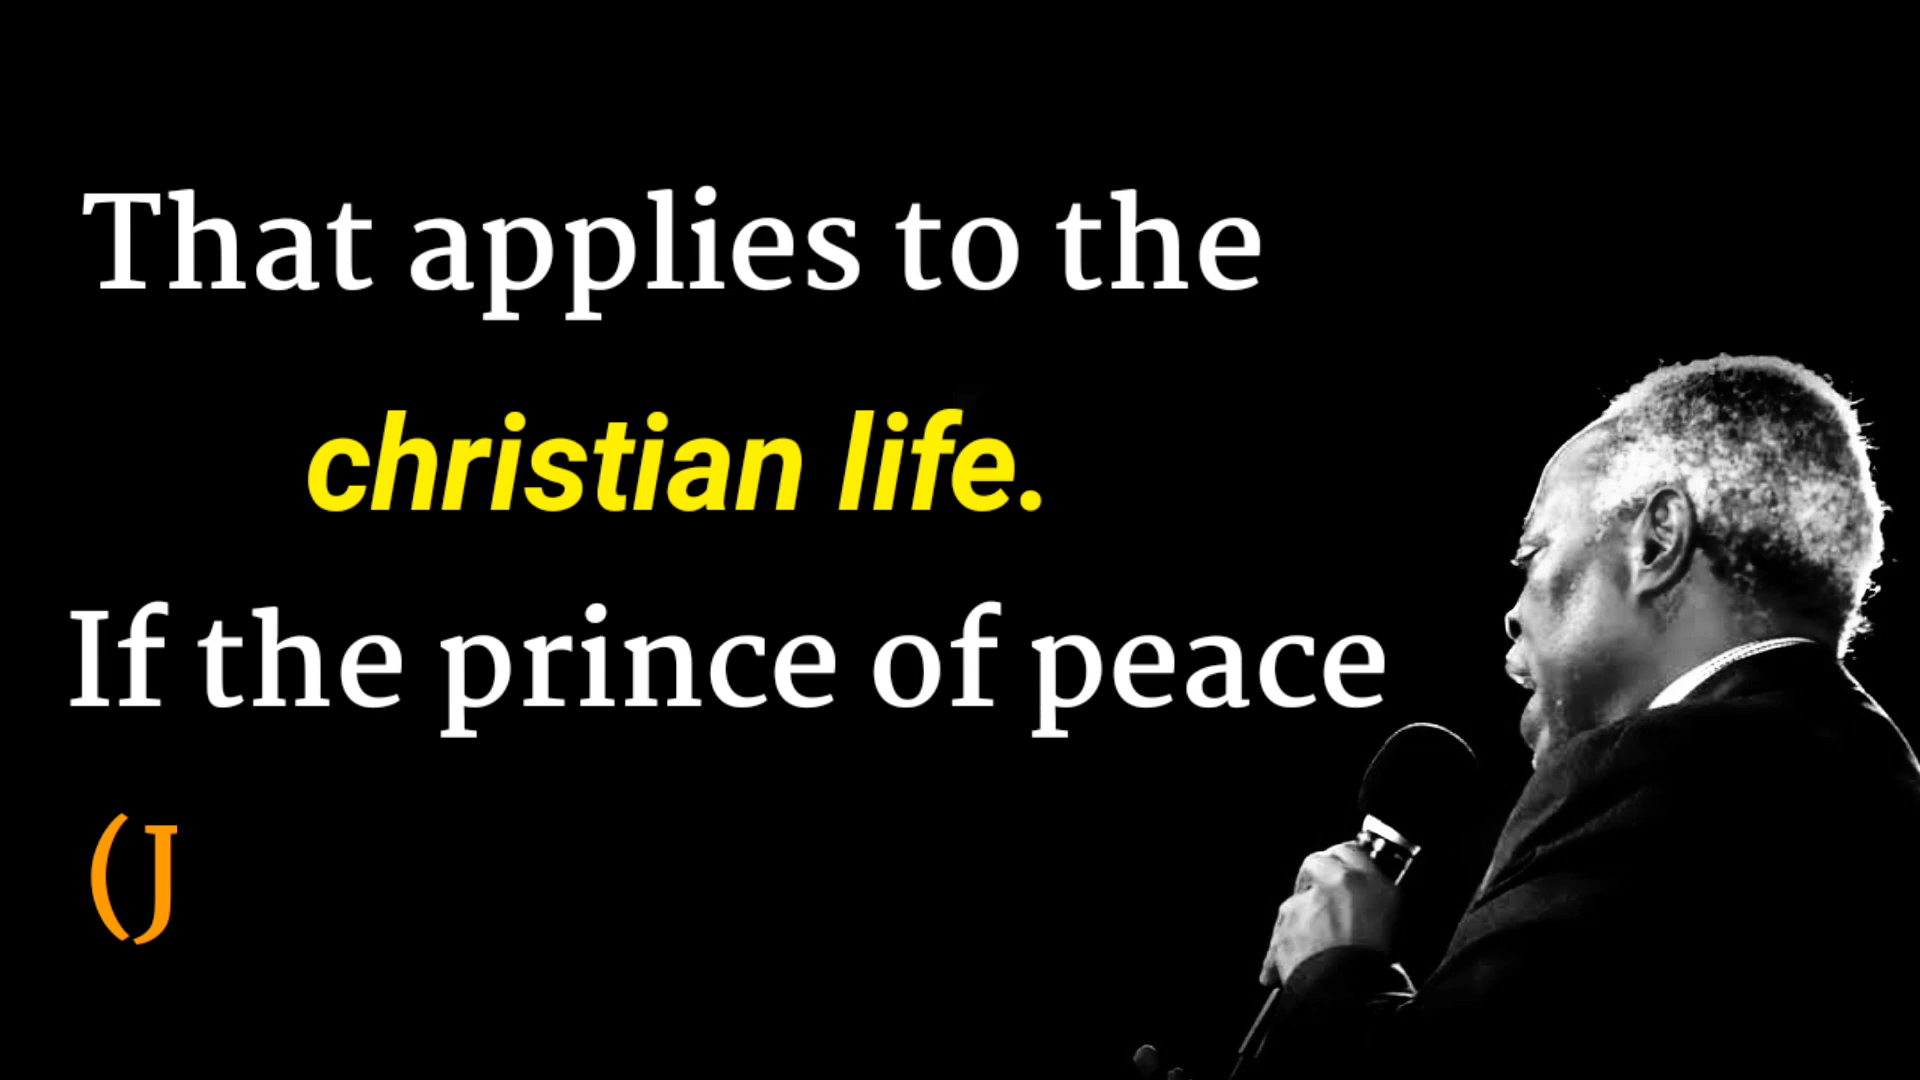 That applies to the
christian life.
If the prince of peace
(J